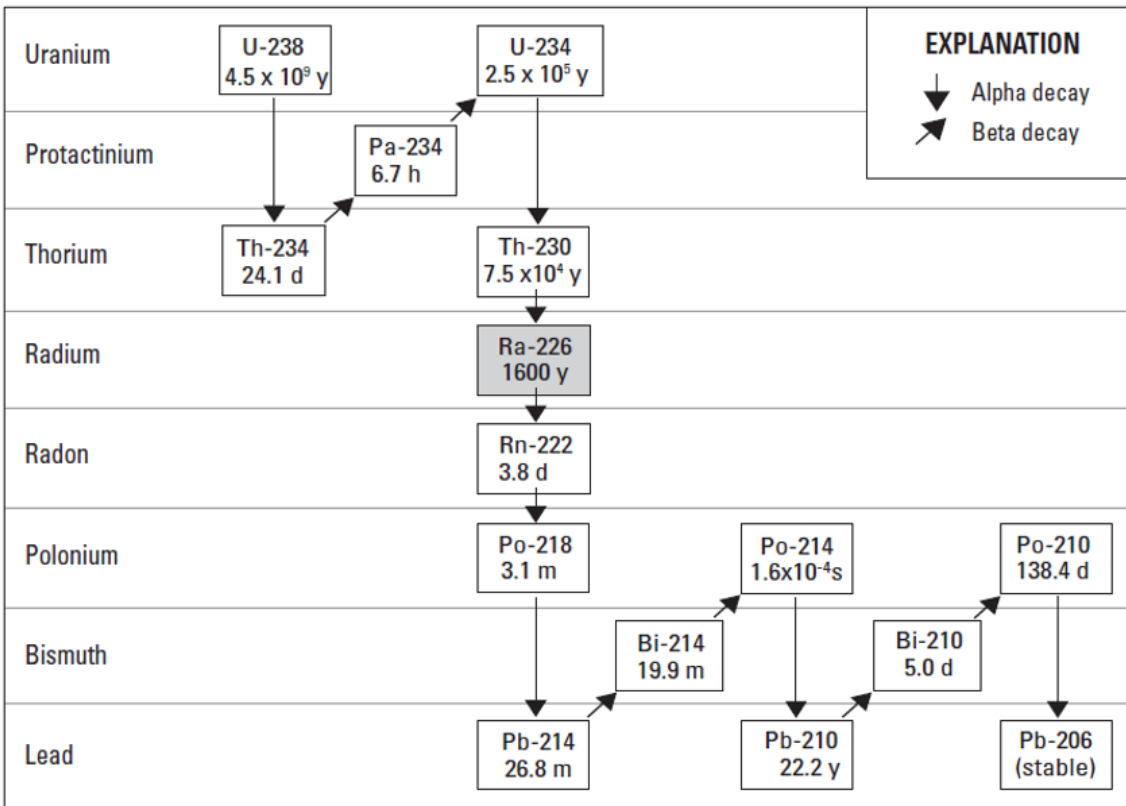 Uranium
U-238
4.5 x 10⁹ y
U-234
2.5 x 10⁵ y
EXPLANATION
Alpha decay
Beta decay
Protactinium
Pa-234
6.7 h
Thorium
Th-234
24.1 d
Th-230
7.5 x10⁴ y
Radium
Ra-226
1600 y
Radon
Rn-222
3.8 d
Polonium
Po-218
3.1 m
Po-214
1.6x10⁻⁴s
Po-210
138.4 d
Bismuth
Bi-214
19.9 m
Bi-210
5.0 d
Lead
Pb-214
26.8 m
Pb-210
22.2 y
Pb-206
(stable)